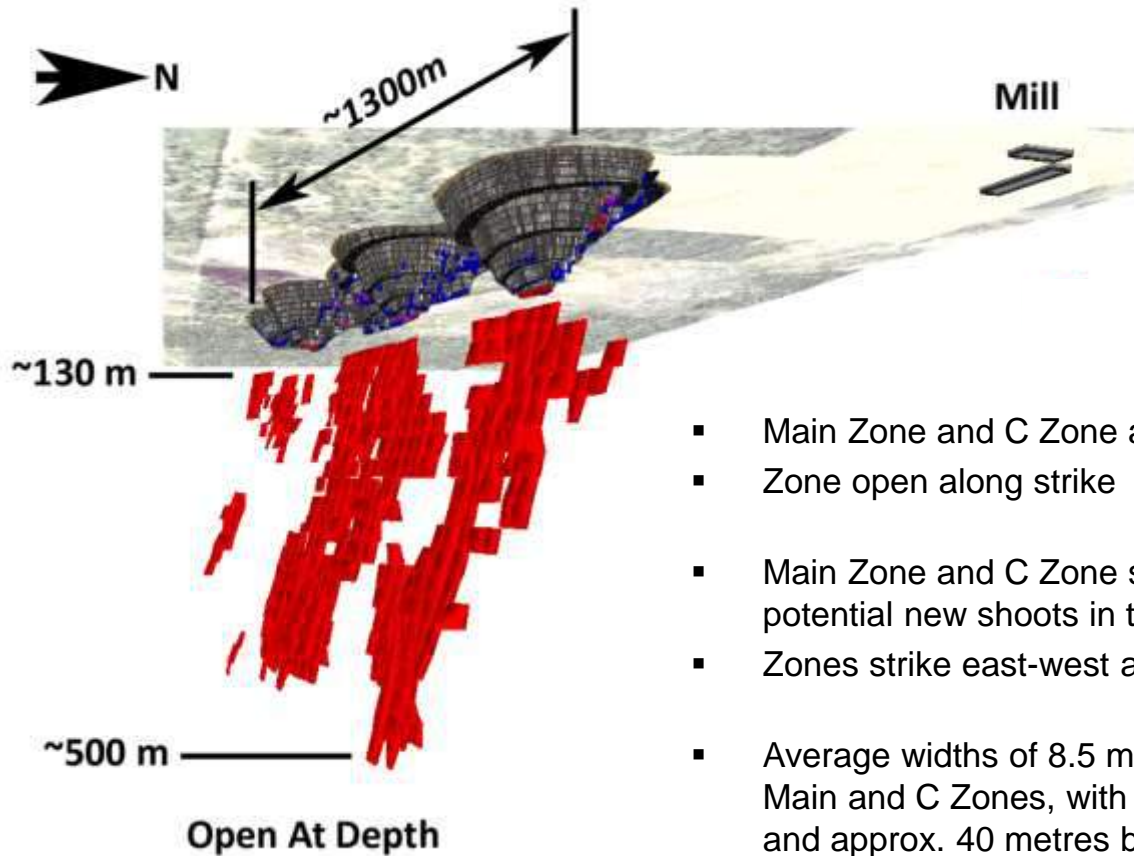 N
~1300m
Mill
~130 m
▪ Main Zone and C Zone
▪ Zone open along strike
▪ Main Zone and C Zone
potential new shoots in
▪ Zones strike east-west
▪ Average widths of 8.5
Main and C Zones, with
and approx. 40 metres
~500 m
Open At Depth